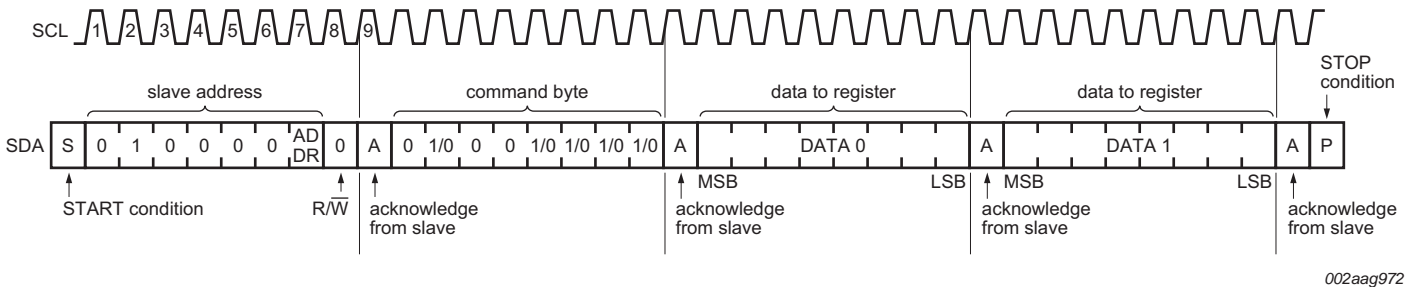 SCL 1 2 3 4 5 6 7 8 9
STOP
condition
slave address command byte data to register data to register
SDA S 0 1 0 0 0 0 AD DR 0 A 0 1/0 0 0 1/0 1/0 1/0 1/0 A DATA 0 A DATA 1 A P
MSB LSB MSB LSB
START condition R/W̅ acknowledge acknowledge acknowledge acknowledge
from slave from slave from slave from slave
002aag972